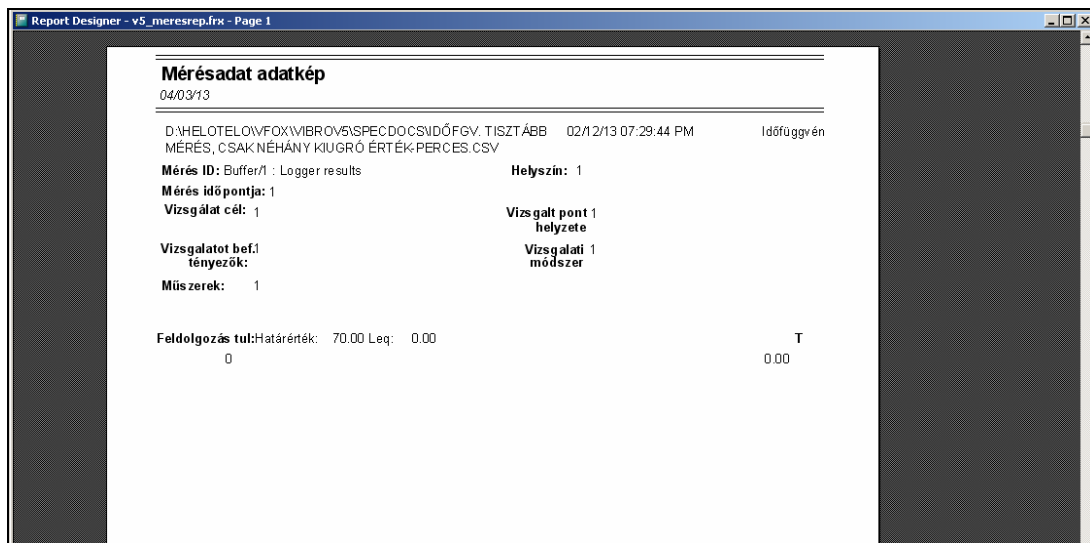 Report Designer - v5_meresrep.frx - Page 1
Mérésadat adatkép
04/03/13
D:\HELOTELO\VFOX\VIBROV5\SPECDOCS\IDŐFGV. TISZTÁBB 02/12/13 07:29:44 PM Időfüggvén
MÉRÉS, CSAK NÉHÁNY KIUGRÓ ÉRTÉK-PERCES.CSV
Mérés ID: Buffer/1 : Logger results Helyszín: 1
Mérés időpontja: 1
Vizsgálat cél: 1 Vizsgalt pont 1
helyzete
Vizsgalatot bef.1 Vizsgalati 1
tényezők: módszer
Műszerek: 1
Feldolgozás tul:Határérték: 70.00 Leq: 0.00 T
0 0.00